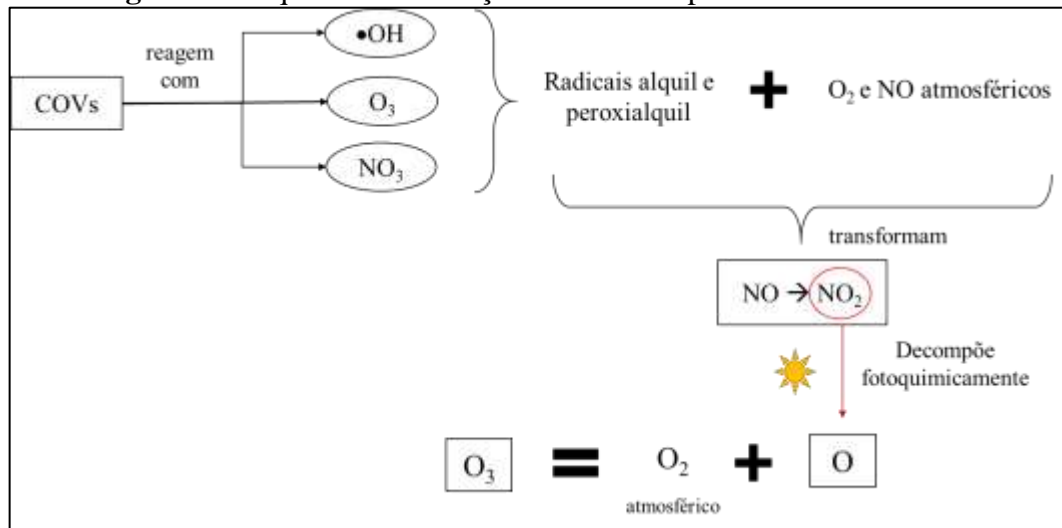 COVs
reagem
com
●OH
O₃
NO₃
Radicais alquil e
peroxialquil
+
O₂ e NO atmosféricos
transformam
NO → NO₂
Decompõe
fotoquimicamente
O₃ = O₂ + O
atmosférico